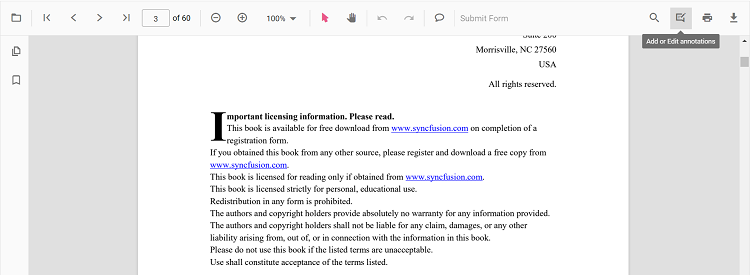 3 of 60 100% Submit Form
Add or Edit annotations
Morrisville, NC 27560
USA
All rights reserved.
Important licensing information. Please read.
This book is available for free download from www.syncfusion.com on completion of a
registration form.
If you obtained this book from any other source, please register and download a free copy from
www.syncfusion.com.
This book is licensed for reading only if obtained from www.syncfusion.com.
This book is licensed strictly for personal, educational use.
Redistribution in any form is prohibited.
The authors and copyright holders provide absolutely no warranty for any information provided.
The authors and copyright holders shall not be liable for any claim, damages, or any other
liability arising from, out of, or in connection with the information in this book.
Please do not use this book if the listed terms are unacceptable.
Use shall constitute acceptance of the terms listed.